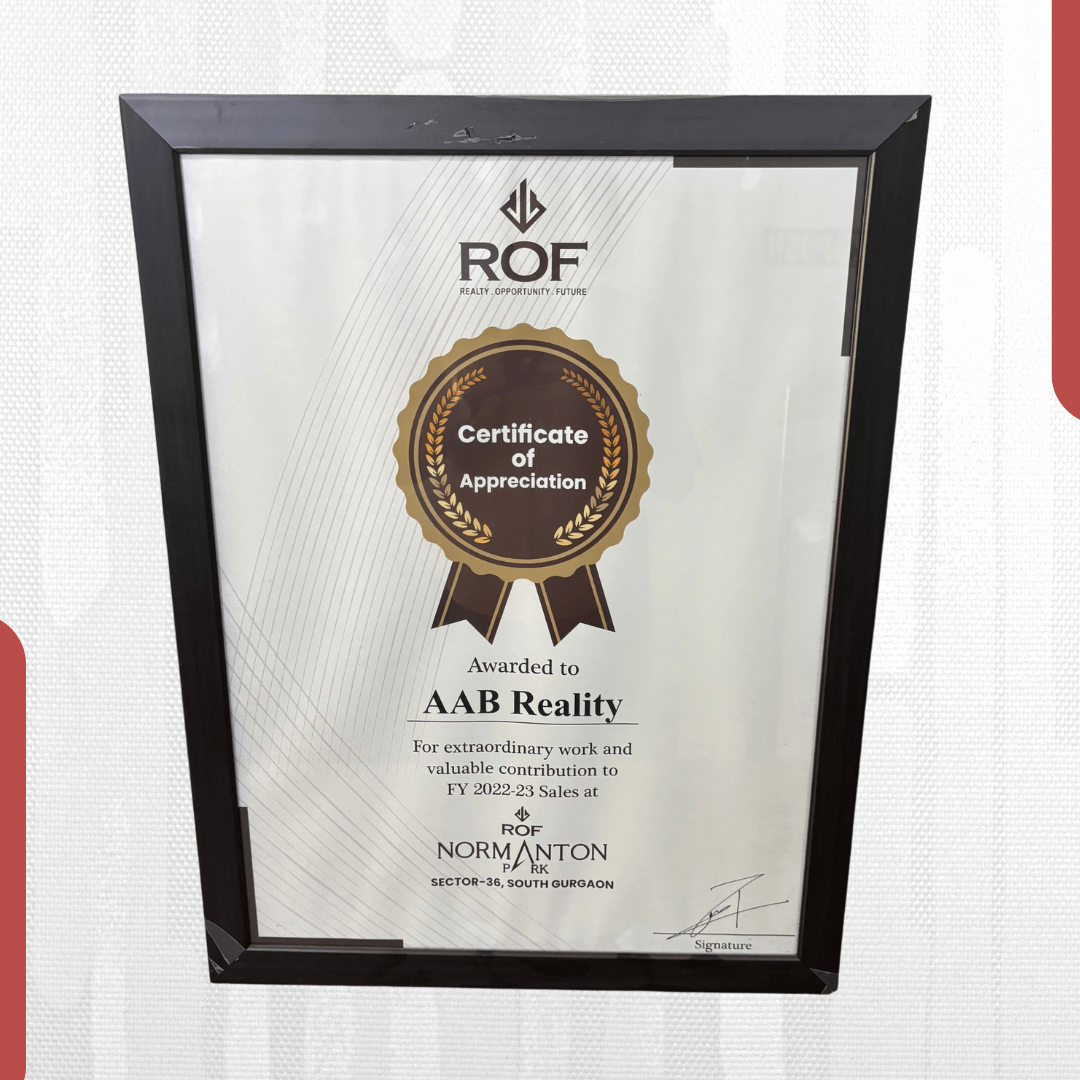 ROF
REALTY . OPPORTUNITY . FUTURE
Certificate
of
Appreciation
Awarded to
AAB Reality
For extraordinary work and
valuable contribution to
FY 2022-23 Sales at
ROF
NORMANTON
PARK
SECTOR-36, SOUTH GURGAON
Signature